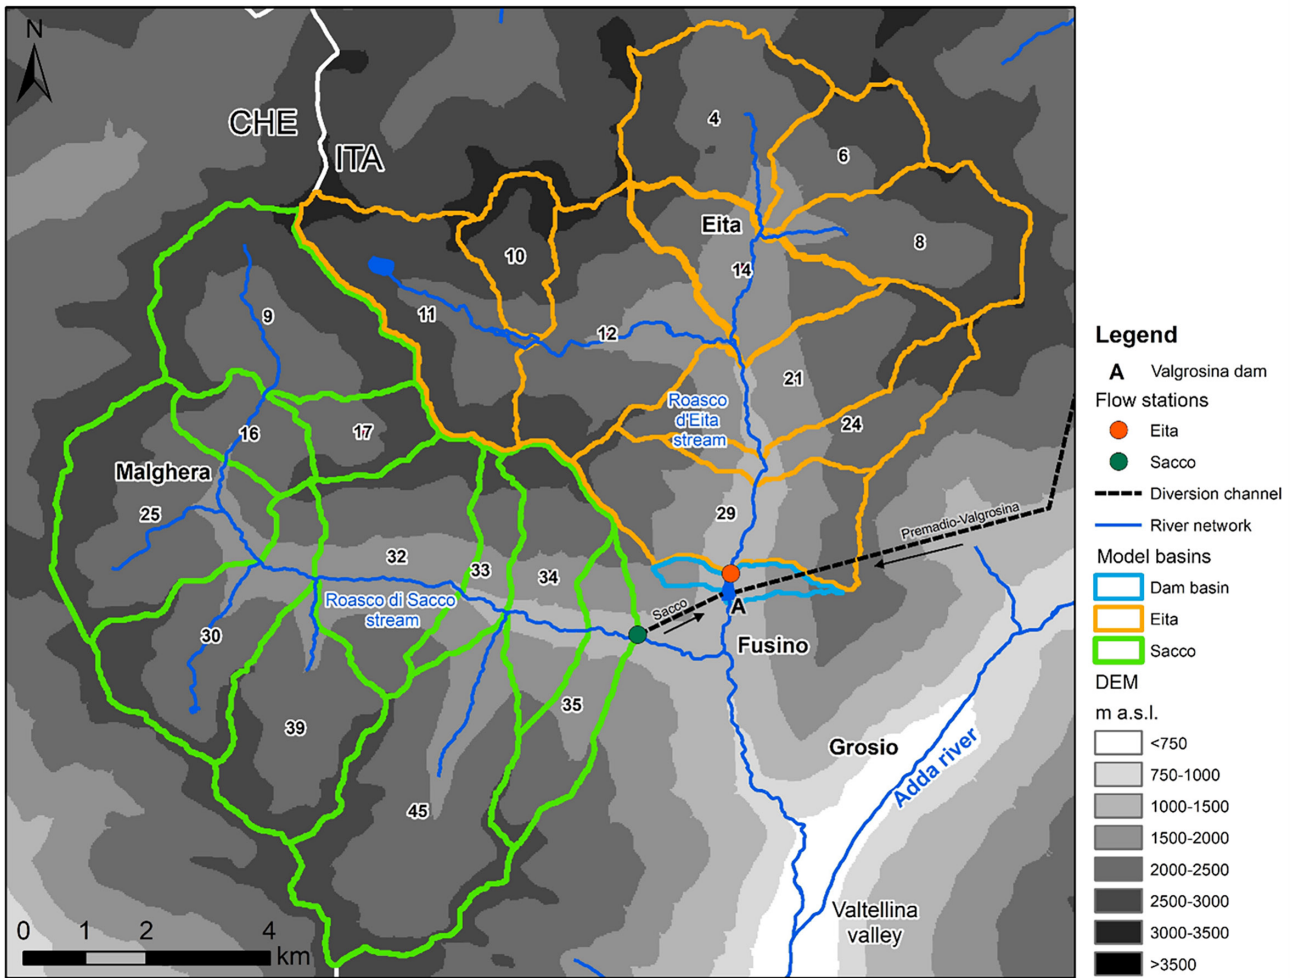 N
CHE
ITA
4
6
Eita
8
10
14
9
11
12
21
Roasco
d'Eita
stream
24
16
17
Malghera
25
29
Premadio-Valgrosina
32
33
34
Sacco
A
Roasco di Sacco
stream
30
Fusino
35
39
Grosio
Adda river
45
Valtellina
valley
0 1 2 4
km
Legend
A Valgrosina dam
Flow stations
Eita
Sacco
Diversion channel
River network
Model basins
Dam basin
Eita
Sacco
DEM
m a.s.l.
<750
750-1000
1000-1500
1500-2000
2000-2500
2500-3000
3000-3500
>3500